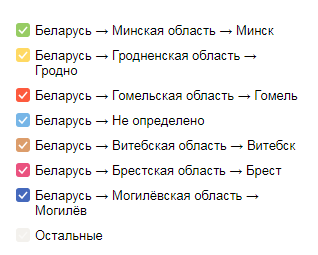 Беларусь → Минская область → Минск
Беларусь → Гродненская область →
Гродно
Беларусь → Гомельская область → Гомель
Беларусь → Не определено
Беларусь → Витебская область → Витебск
Беларусь → Брестская область → Брест
Беларусь → Могилёвская область →
Могилёв
Остальные